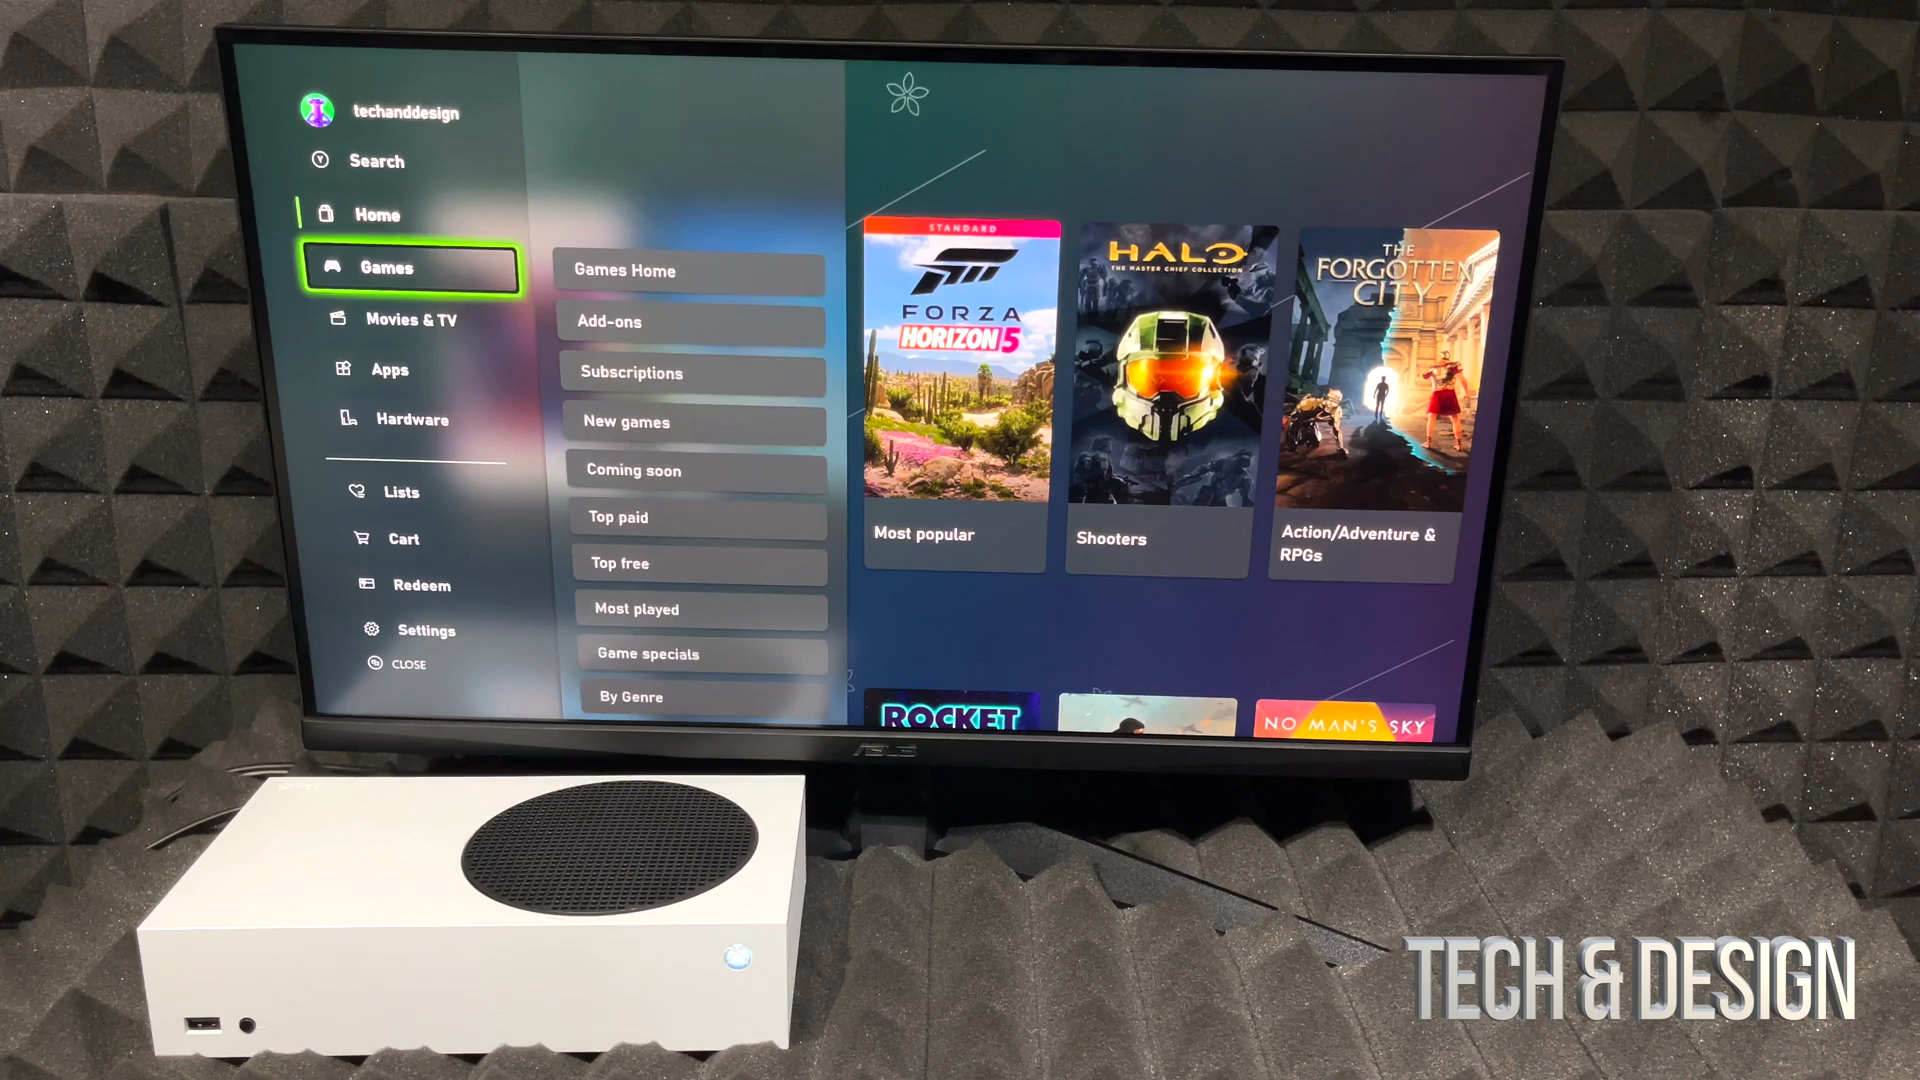 techanddesign
Search
Home
Games
Movies & TV
Apps
Hardware
Lists
Cart
Redeem
Settings
CLOSE
Games Home
Add-ons
Subscriptions
New games
Coming soon
Top paid
Top free
Most played
Game specials
By Genre
STANDARD
FORZA
HORIZON 5
Most popular
HALO
THE MASTER CHIEF COLLECTION
Shooters
THE
FORGOTTEN
CITY
Action/Adventure &
RPGs
ROCKET
NO MAN'S SKY
ASUS
TECH & DESIGN